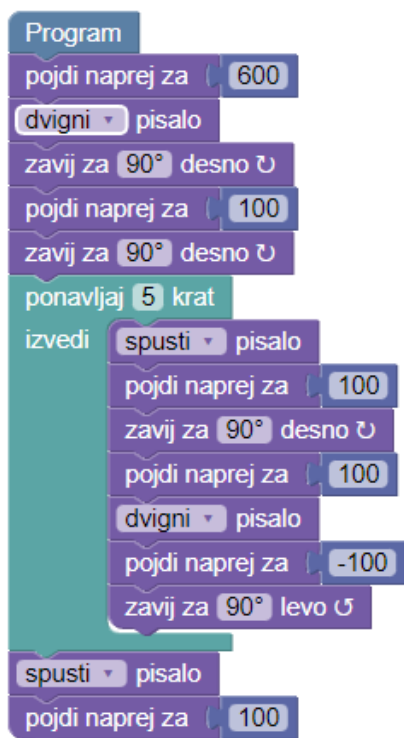 Program
pojdi naprej za 600
dvigni pisalo
zavij za 90° desno ↻
pojdi naprej za 100
zavij za 90° desno ↻
ponavljaj 5 krat
izvedi spusti pisalo
pojdi naprej za 100
zavij za 90° desno ↻
pojdi naprej za 100
dvigni pisalo
pojdi naprej za -100
zavij za 90° levo ↺
spusti pisalo
pojdi naprej za 100